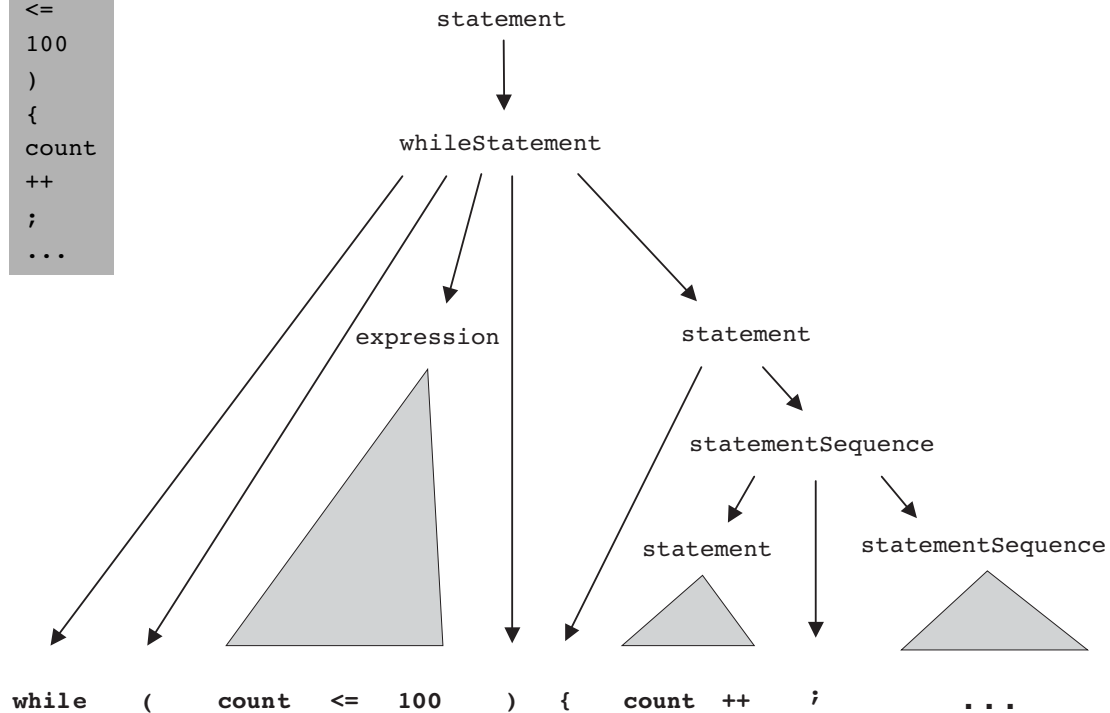 <=
100
)
{
count
++
;
...
statement
whileStatement
expression
statement
statementSequence
statement
statementSequence
while ( count <= 100 ) { count ++ ; ...